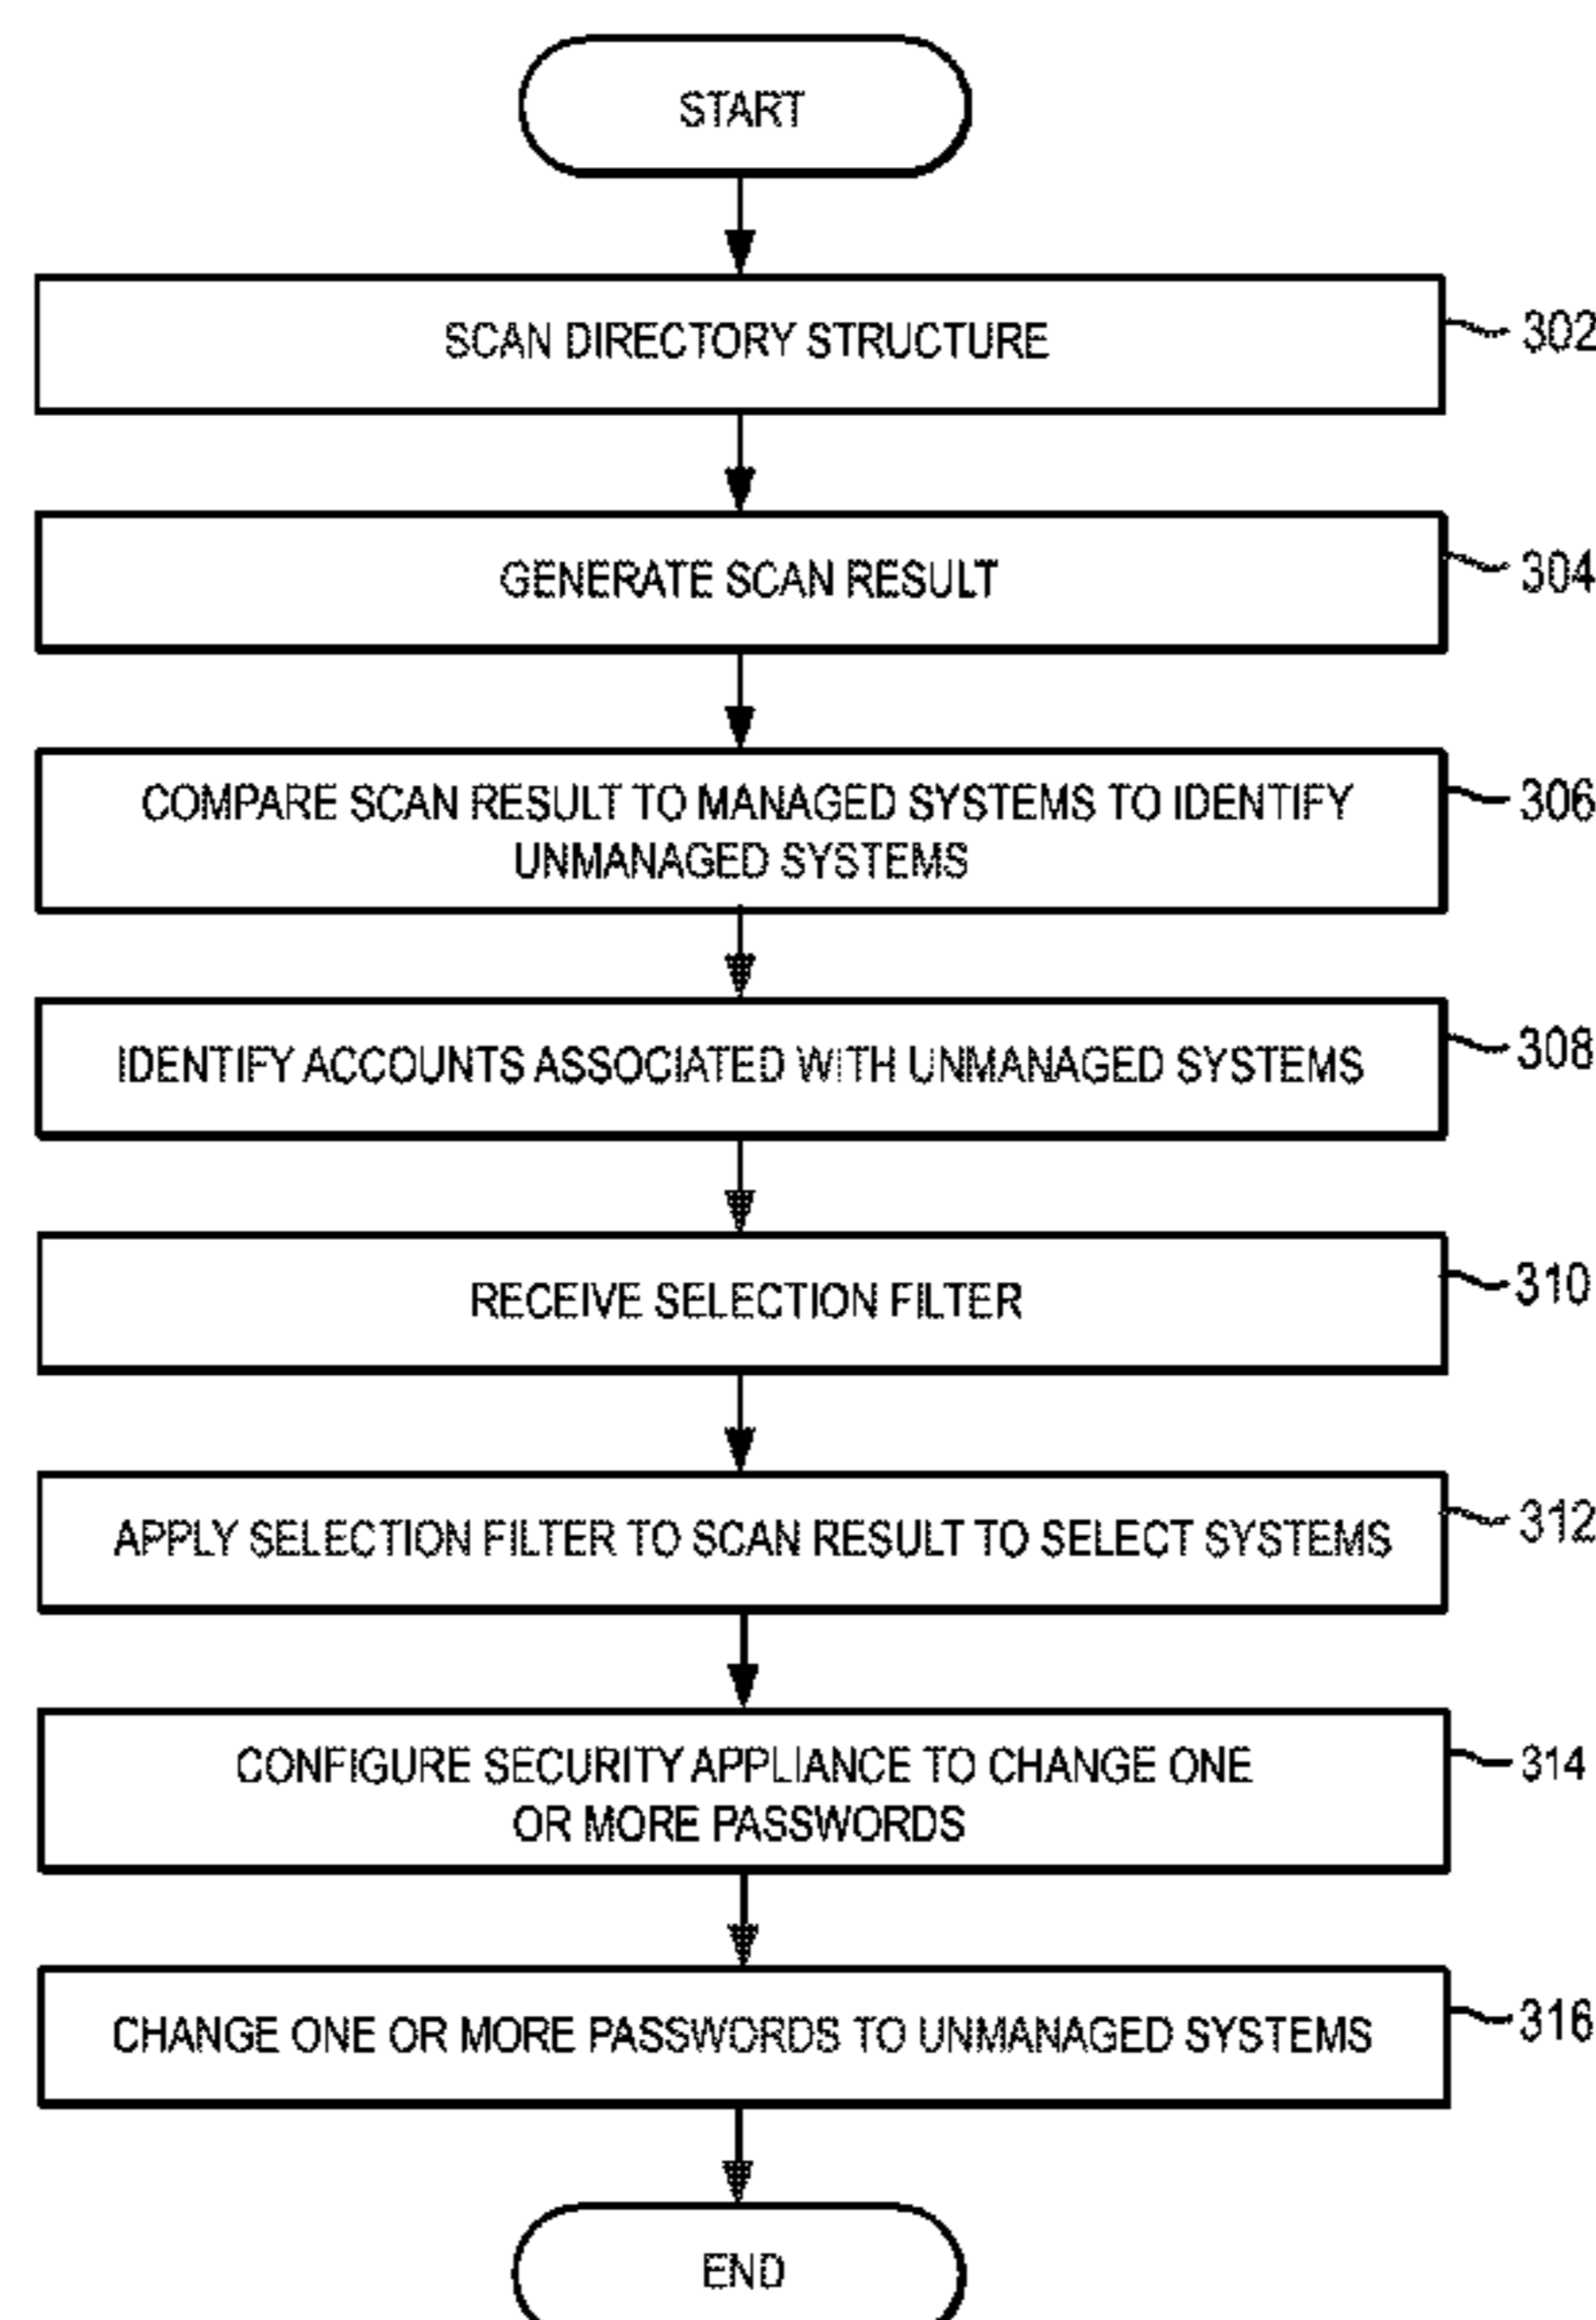 START
SCAN DIRECTORY STRUCTURE
302
GENERATE SCAN RESULT
304
COMPARE SCAN RESULT TO MANAGED SYSTEMS TO IDENTIFY
UNMANAGED SYSTEMS
306
IDENTIFY ACCOUNTS ASSOCIATED WITH UNMANAGED SYSTEMS
308
RECEIVE SELECTION FILTER
310
APPLY SELECTION FILTER TO SCAN RESULT TO SELECT SYSTEMS
312
CONFIGURE SECURITY APPLIANCE TO CHANGE ONE
OR MORE PASSWORDS
314
CHANGE ONE OR MORE PASSWORDS TO UNMANAGED SYSTEMS
316
END